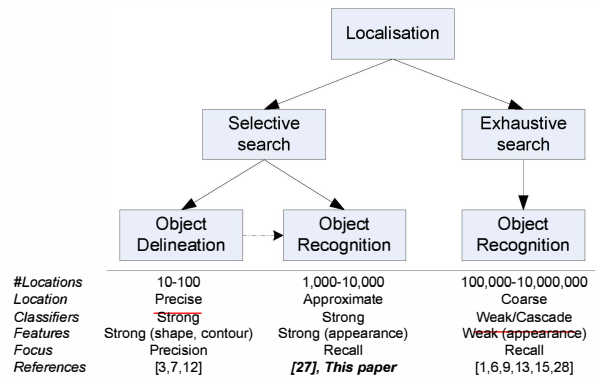 Localisation
Selective
search
Exhaustive
search
Object
Delineation
Object
Recognition
Object
Recognition
#Locations 10-100 1,000-10,000 100,000-10,000,000
Location Precise Approximate Coarse
Classifiers Strong Strong Weak/Cascade
Features Strong (shape, contour) Strong (appearance) Weak (appearance)
Focus Precision Recall Recall
References [3,7,12] [27], This paper [1,6,9,13,15,28]